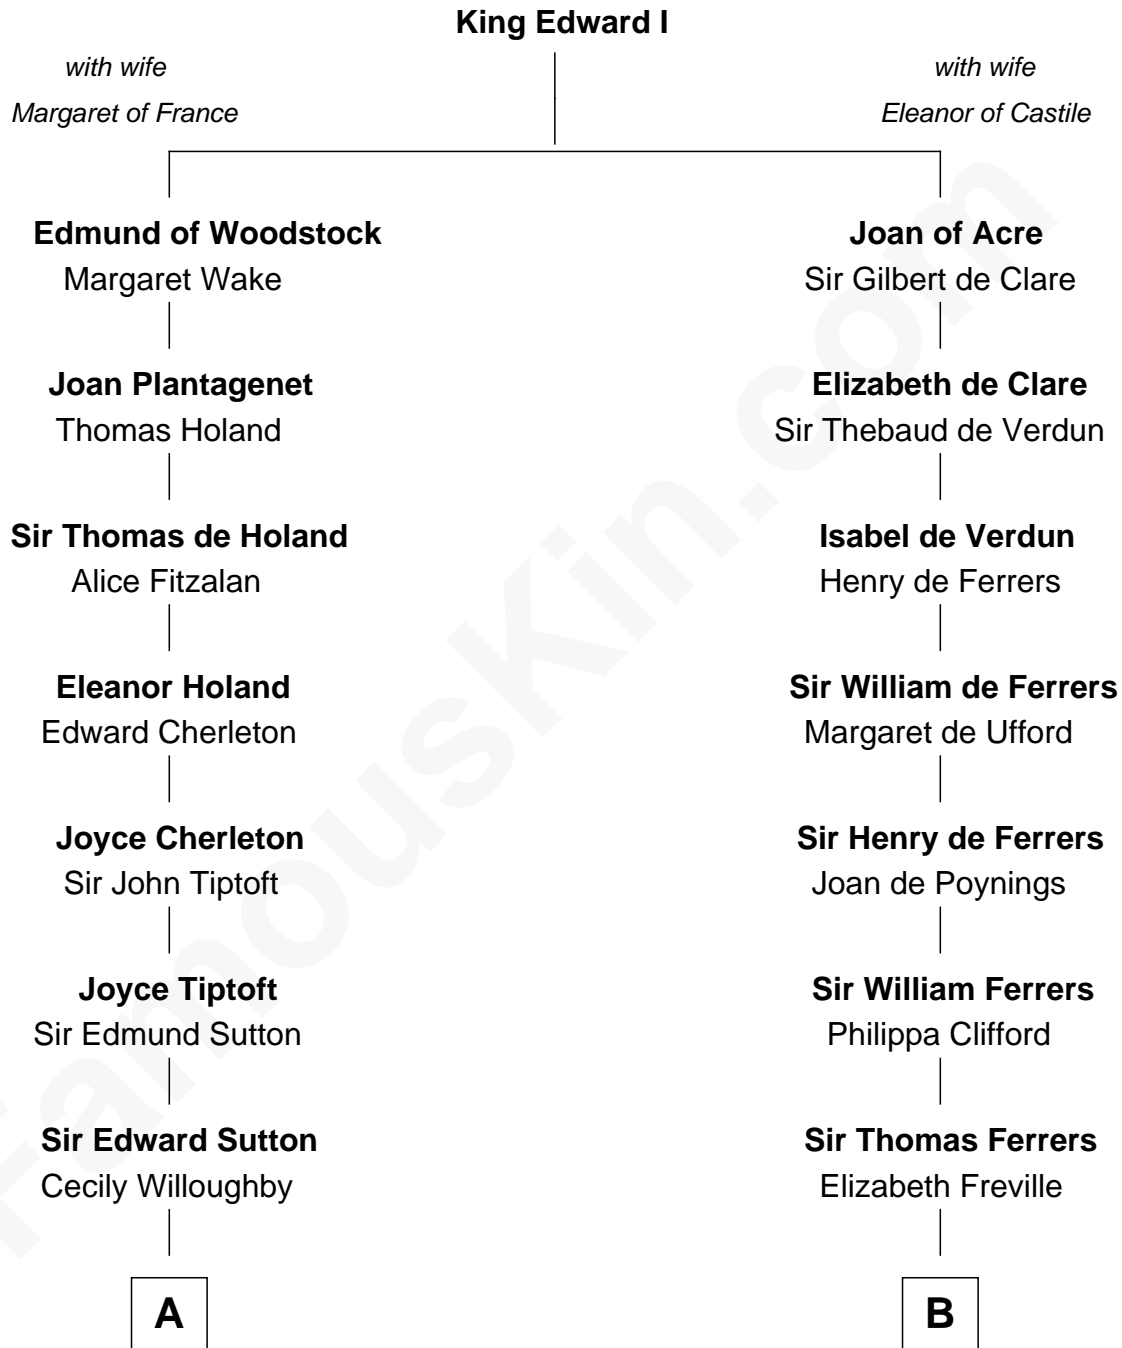 King Edward I
with wife
Margaret of France
with wife
Eleanor of Castile
Edmund of Woodstock
Margaret Wake
Joan of Acre
Sir Gilbert de Clare
Joan Plantagenet
Thomas Holand
Elizabeth de Clare
Sir Thebaud de Verdun
Sir Thomas de Holand
Alice Fitzalan
Isabel de Verdun
Henry de Ferrers
Eleanor Holand
Edward Cherleton
Sir William de Ferrers
Margaret de Ufford
Joyce Cherleton
Sir John Tiptoft
Sir Henry de Ferrers
Joan de Poynings
Joyce Tiptoft
Sir Edmund Sutton
Sir William Ferrers
Philippa Clifford
Sir Edward Sutton
Cecily Willoughby
Sir Thomas Ferrers
Elizabeth Freville
A
B
FamousKin.com